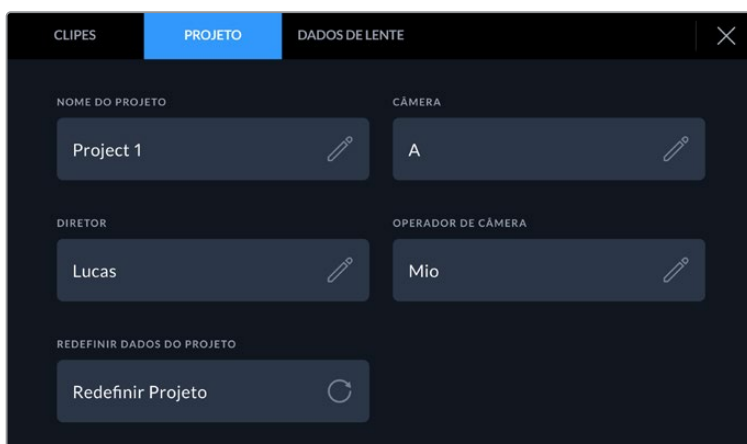 CLIPES PROJETO DADOS DE LENTE
NOME DO PROJETO CÂMERA
Project 1 A
DIRETOR OPERADOR DE CÂMERA
Lucas Mio
REDEFINIR DADOS DO PROJETO
Redefinir Projeto